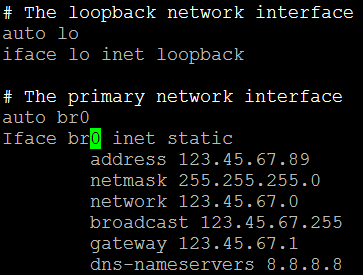 # The loopback network interface
auto lo
iface lo inet loopback
# The primary network interface
auto br0
Iface br0 inet static
address 123.45.67.89
netmask 255.255.255.0
network 123.45.67.0
broadcast 123.45.67.255
gateway 123.45.67.1
dns-nameservers 8.8.8.8